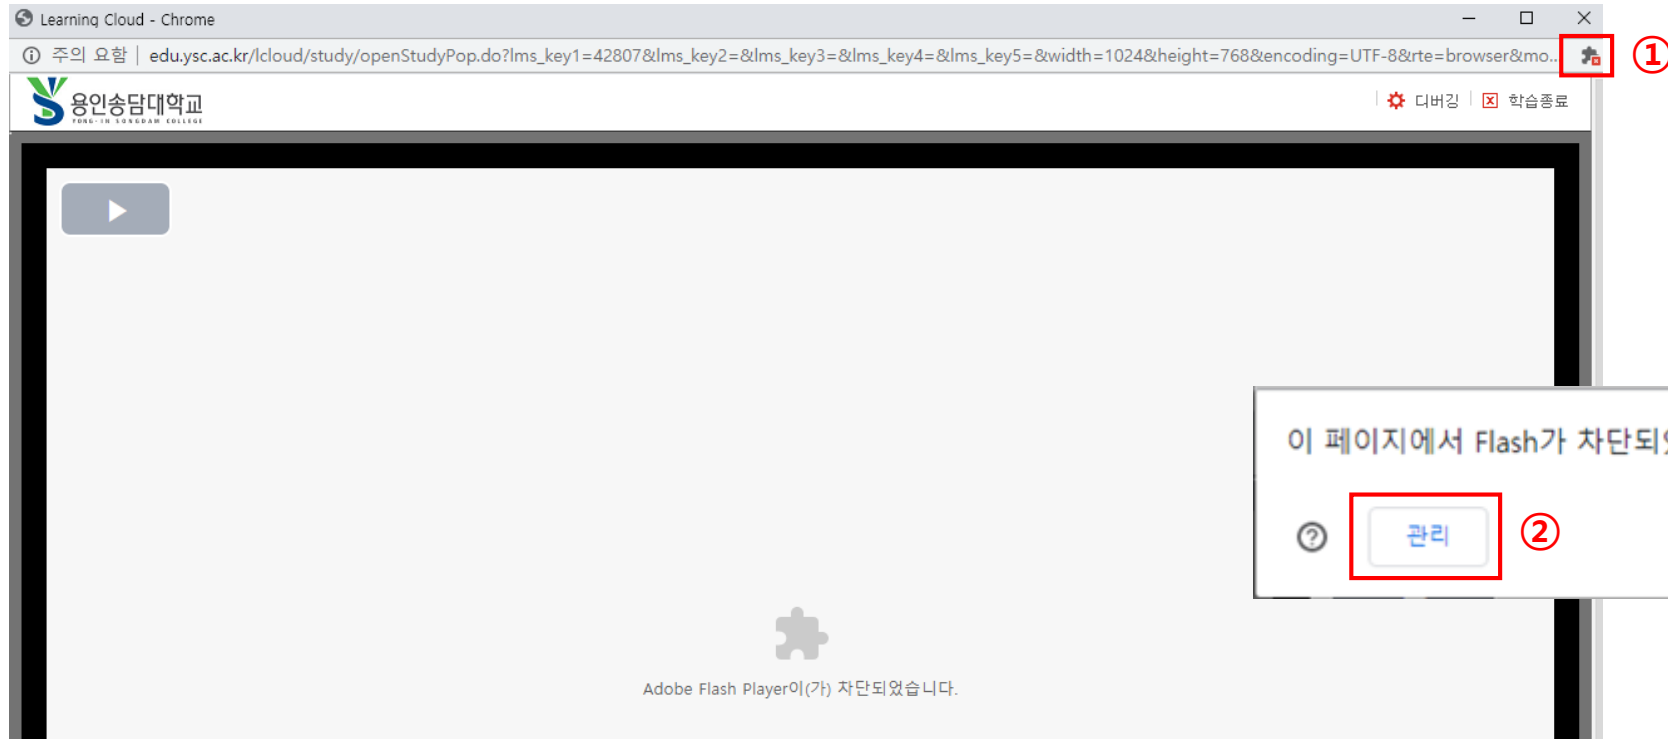 Learning Cloud - Chrome
주의 요함 | edu.ysc.ac.kr/lcloud/study/openStudyPop.do?lms_key1=42807&lms_key2=&lms_key3=&lms_key4=&lms_key5=&width=1024&height=768&encoding=UTF-8&rte=browser&mo...
①
용인송담대학교
YONG-IN SONGDAM COLLEGE
디버깅
학습종료
이 페이지에서 Flash가 차단되
관리
②
Adobe Flash Player이(가) 차단되었습니다.